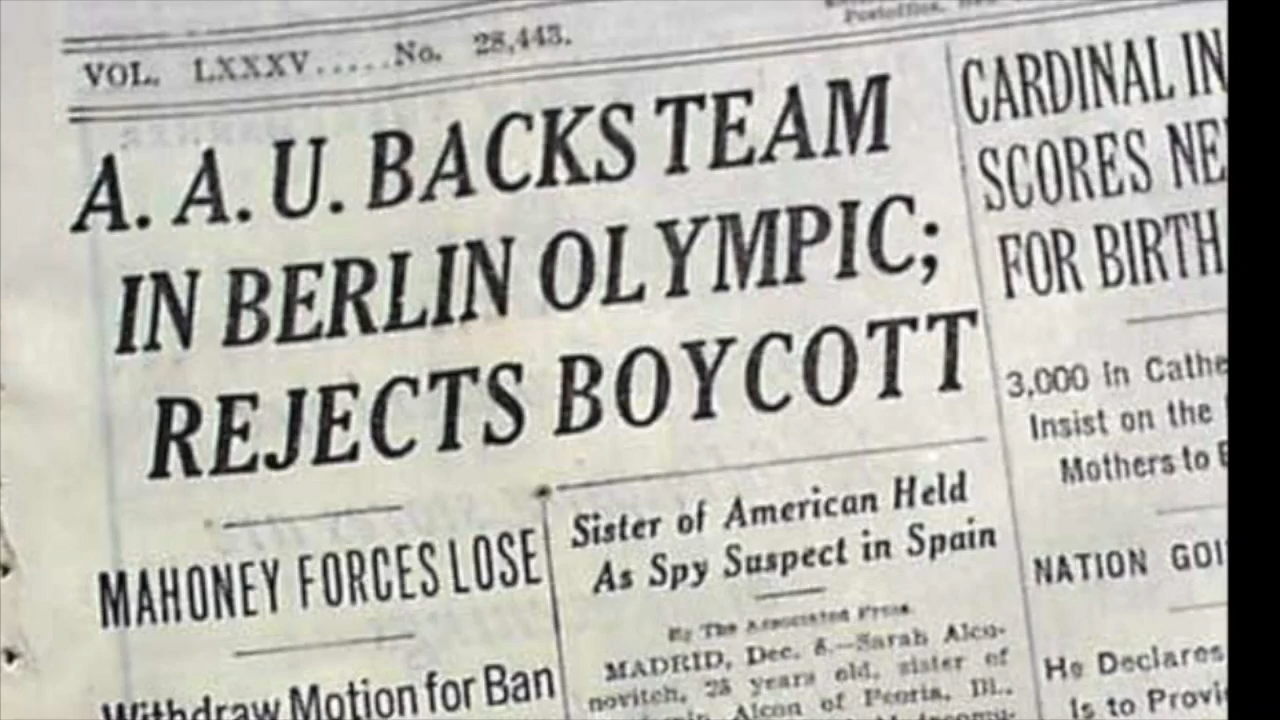 VOL. LXXXV.....No. 28,443.
A. A. U. BACKS TEAM
IN BERLIN OLYMPIC;
REJECTS BOYCOTT
MAHONEY FORCES LOSE
Withdraw Motion for Ban
Sister of American Held
As Spy Suspect in Spain
By The Associated Press.
MADRID, Dec. 8.—Sarah Alco-
novitch, 28 years old, sister of
Alcon of Peoria, Ill.,
CARDINAL IN
SCORES NE
FOR BIRTH
3,000 in Cathe
Insist on the
Mothers to
NATION GOI
He Declares
Is to Provi